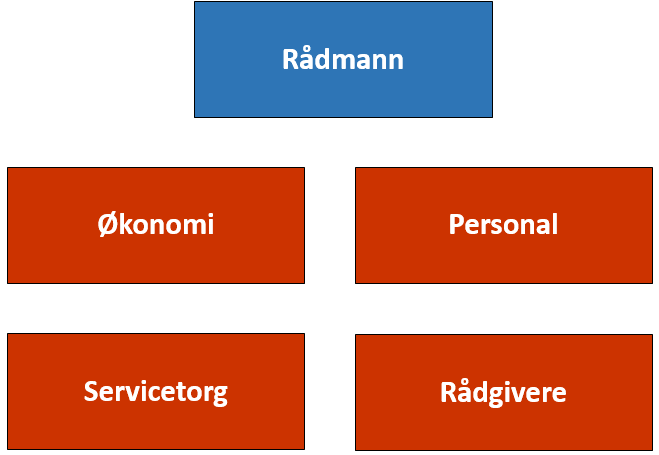 Rådmann
Økonomi
Personal
Servicetorg
Rådgivere